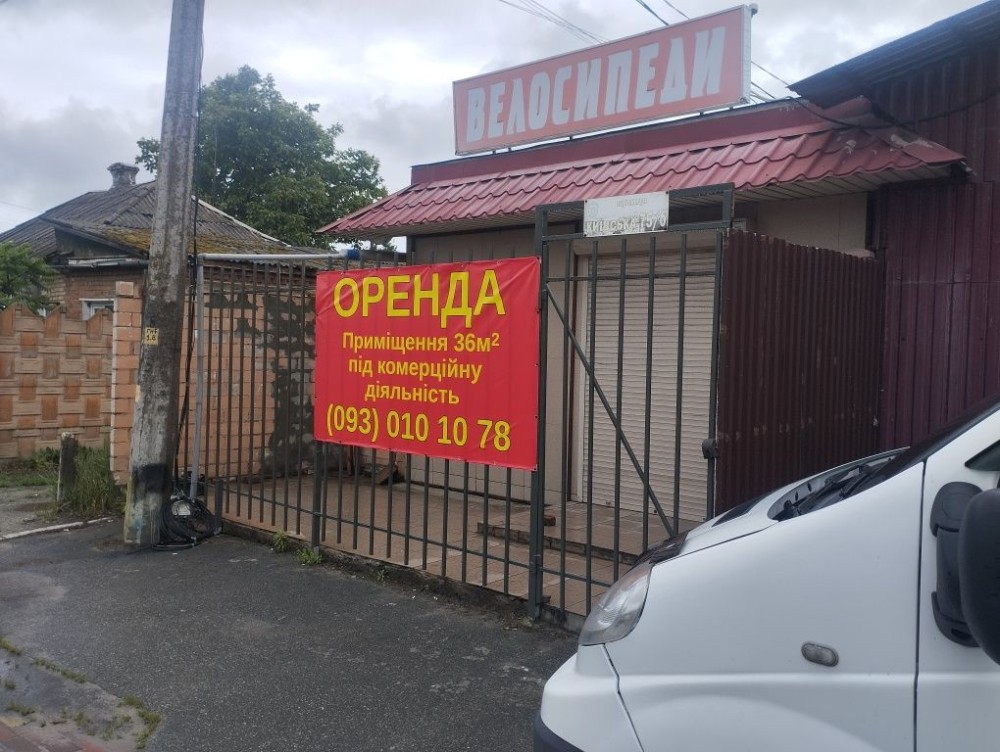 ВЕЛОСИПЕДИ
ОРЕНДА
Приміщення 36м²
під комерційну
діяльність
(093) 010 10 78